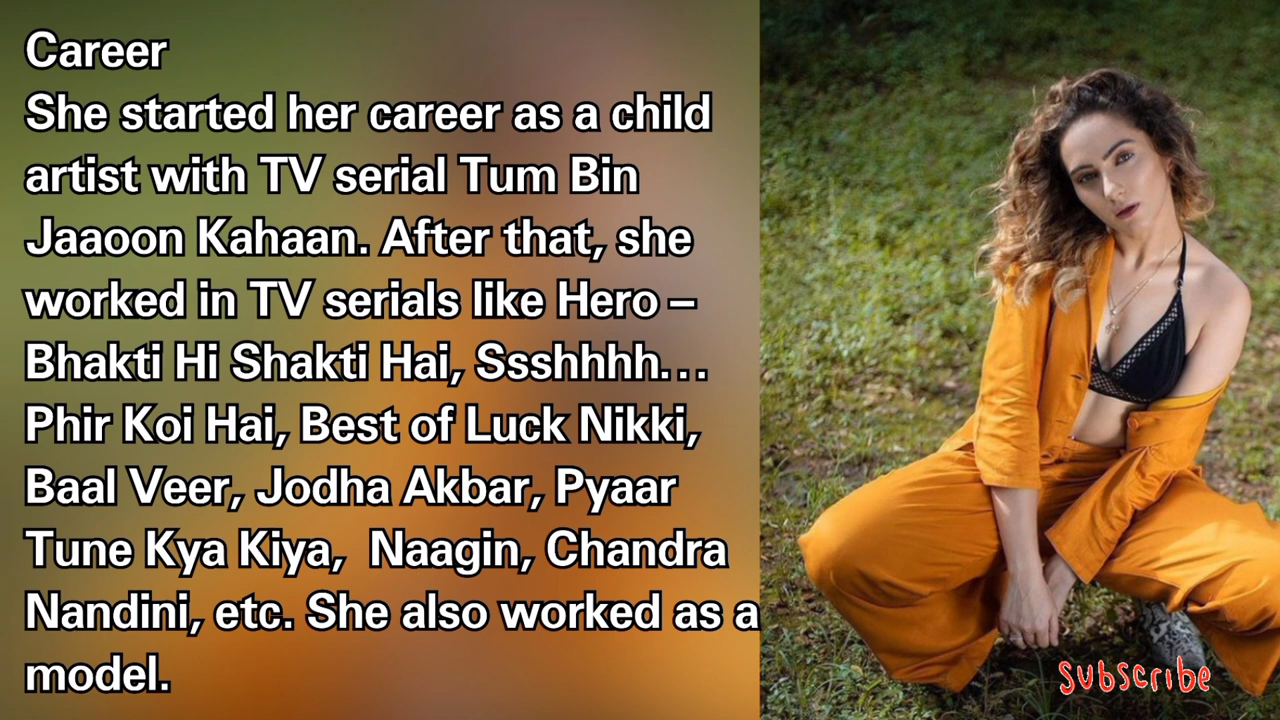 Career
She started her career as a child
artist with TV serial Tum Bin
Jaaoon Kahaan. After that, she
worked in TV serials like Hero –
Bhakti Hi Shakti Hai, Ssshhhh…
Phir Koi Hai, Best of Luck Nikki,
Baal Veer, Jodha Akbar, Pyaar
Tune Kya Kiya,  Naagin, Chandra
Nandini, etc. She also worked as a
model.
Subscribe